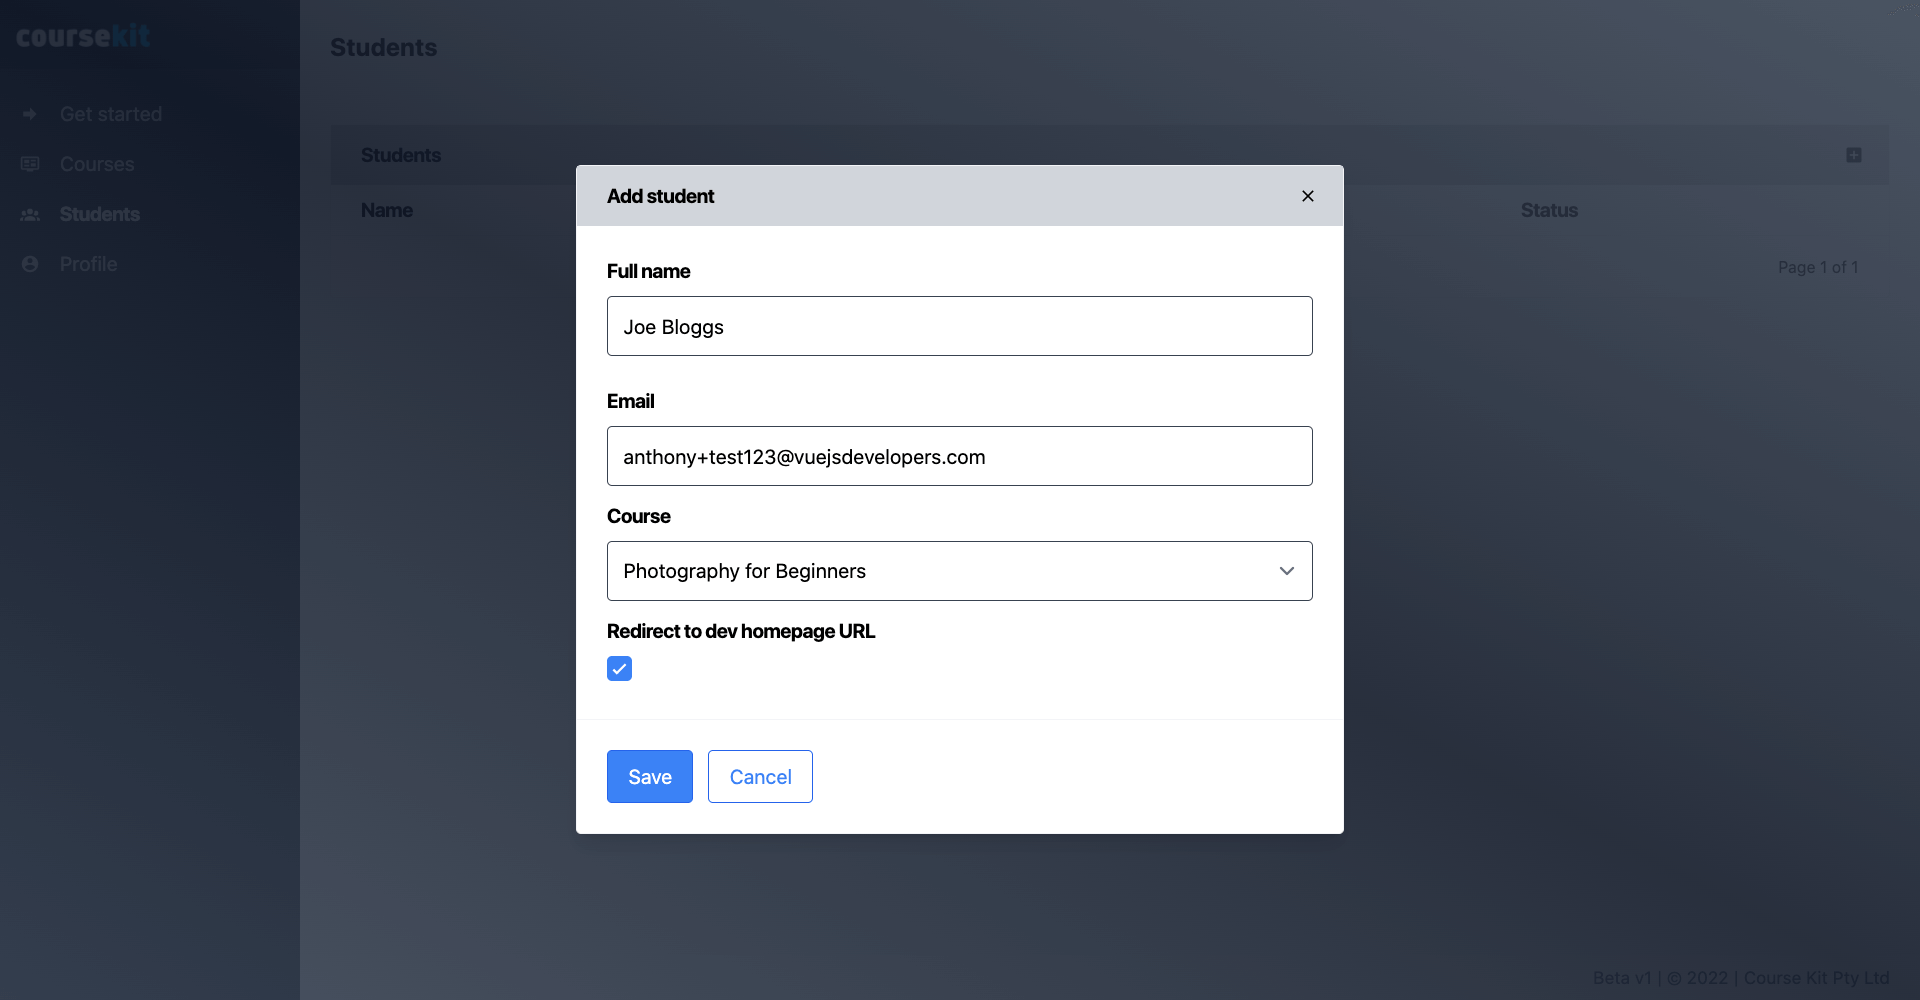 coursekit
Get started
Courses
Students
Profile
Students
Students
Name
Status
Page 1 of 1
Add student
Full name
Joe Bloggs
Email
anthony+test123@vuejsdevelopers.com
Course
Photography for Beginners
Redirect to dev homepage URL
Save
Cancel
Beta v1 | © 2022 | Course Kit Pty Ltd